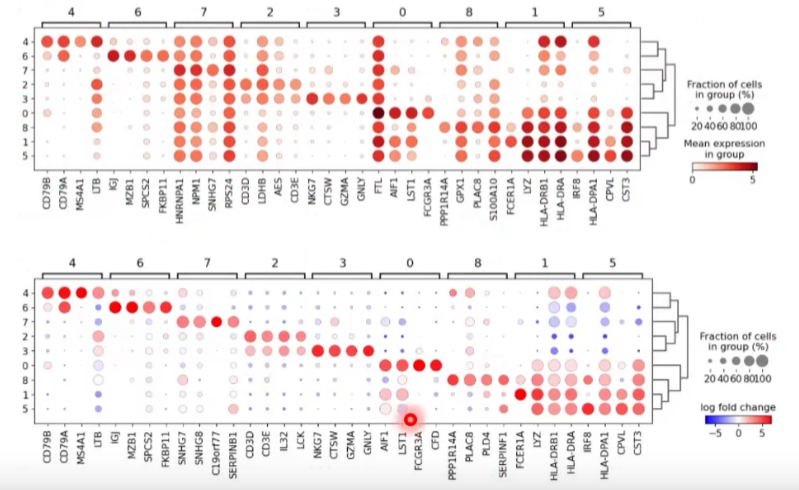 4 6 7 2 3 0 8 1 5
4
6
7
2
3
0
8
1
5
Fraction of cells
in group (%)
20 40 60 80100
Mean expression
in group
0 5
CD79B CD79A MS4A1 LTB IGJ MZB1 SPCS2 FKBP11 HNRNPA1 NPM1 SNHG7 RPS24 CD3D LDHB AES CD3E NKG7 CTSW GZMA GNLY FTL AIF1 LST1 FCGR3A PPP1R14A GPX1 PLAC8 S100A10 FCER1A LYZ HLA-DRB1 HLA-DRA IRF8 HLA-DPA1 CPVL CST3
4 6 7 2 3 0 8 1 5
4
6
7
2
3
0
8
1
5
Fraction of cells
in group (%)
20 40 60 80100
log fold change
−5 0 5
CD79B CD79A MS4A1 LTB IGJ MZB1 SPCS2 FKBP11 SNHG7 SNHG8 C19orf77 SERPINB1 CD3D CD3E IL32 LCK NKG7 CTSW GZMA GNLY AIF1 LST1 FCGR3A CFD PPP1R14A PLAC8 PLD4 SERPINF1 FCER1A LYZ HLA-DRB1 HLA-DRA IRF8 HLA-DPA1 CPVL CST3